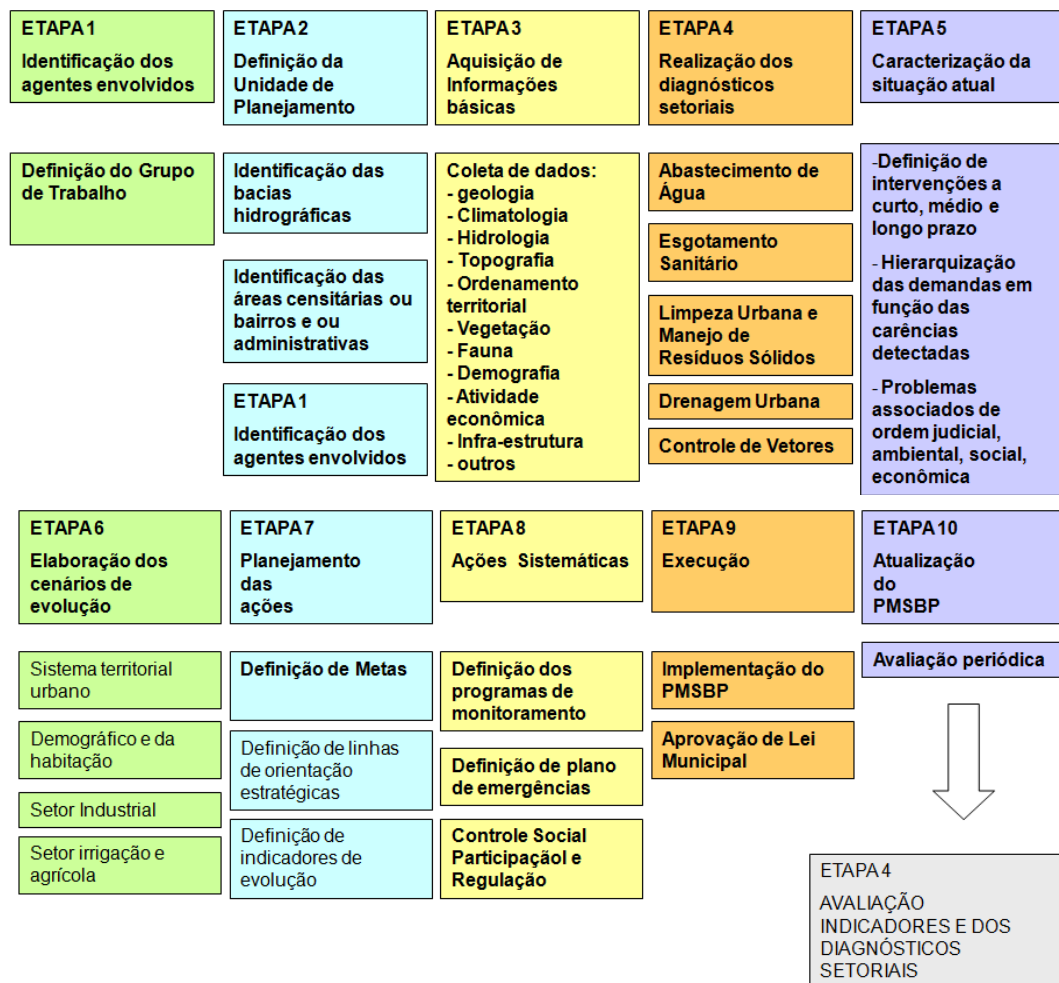 ETAPA 1
Identificação dos
agentes envolvidos
ETAPA 2
Definição da
Unidade de
Planejamento
ETAPA 3
Aquisição de
Informações
básicas
ETAPA 4
Realização dos
diagnósticos
setoriais
ETAPA 5
Caracterização da
situação atual
Definição do Grupo
de Trabalho
Identificação das
bacias
hidrográficas
Identificação das
áreas censitárias ou
bairros e ou
administrativas
ETAPA 1
Identificação dos
agentes envolvidos
Coleta de dados:
- geologia
- Climatologia
- Hidrologia
- Topografia
- Ordenamento
territorial
- Vegetação
- Fauna
- Demografia
- Atividade
econômica
- Infra-estrutura
- outros
Abastecimento de
Água
Esgotamento
Sanitário
Limpeza Urbana e
Manejo de
Resíduos Sólidos
Drenagem Urbana
Controle de Vetores
-Definição de
intervenções a
curto, médio e
longo prazo
- Hierarquização
das demandas em
função das
carências
detectadas
- Problemas
associados de
ordem judicial,
ambiental, social,
econômica
ETAPA 6
Elaboração dos
cenários de
evolução
ETAPA 7
Planejamento
das
ações
ETAPA 8
Ações Sistemáticas
ETAPA 9
Execução
ETAPA 10
Atualização
do
PMSBP
Sistema territorial
urbano
Demográfico e da
habitação
Setor Industrial
Setor irrigação e
agrícola
Definição de Metas
Definição de linhas
de orientação
estratégicas
Definição de
indicadores de
evolução
Definição dos
programas de
monitoramento
Definição de plano
de emergências
Controle Social
Participaçãol e
Regulação
Implementação do
PMSBP
Aprovação de Lei
Municipal
Avaliação periódica
ETAPA 4
AVALIAÇÃO
INDICADORES E DOS
DIAGNÓSTICOS
SETORIAIS